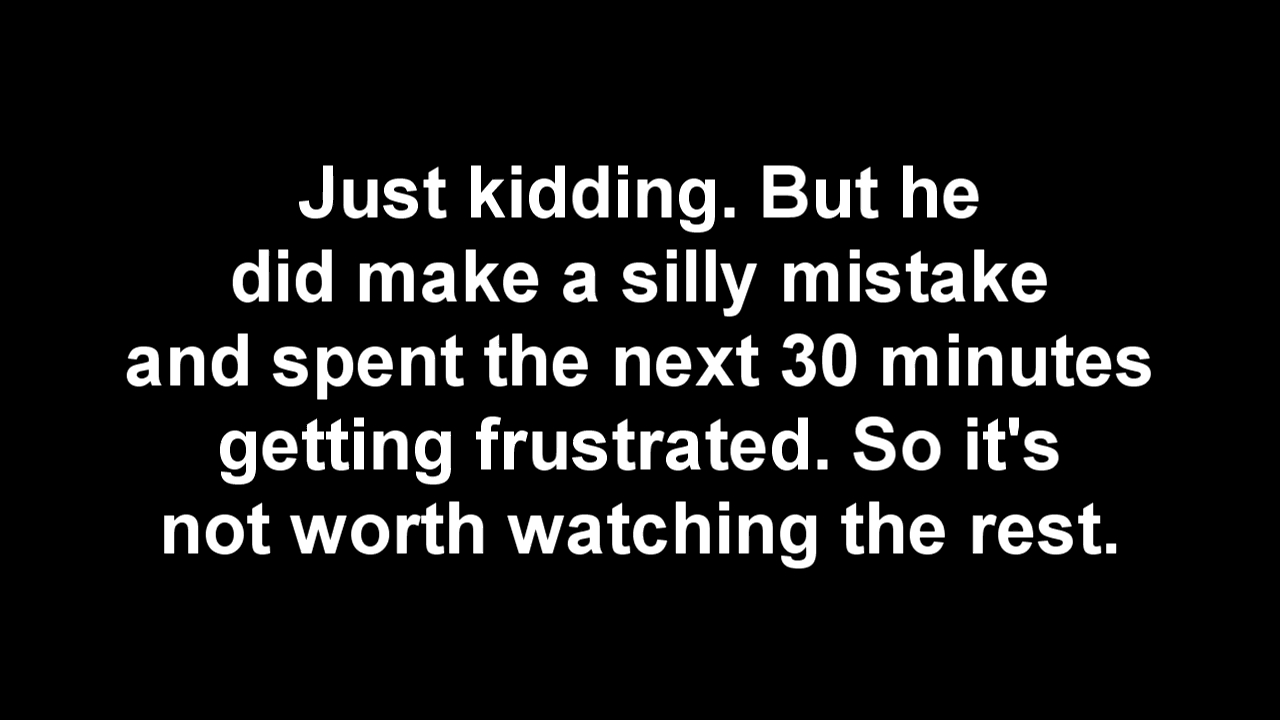 Just kidding. But he
did make a silly mistake
and spent the next 30 minutes
getting frustrated. So it's
not worth watching the rest.